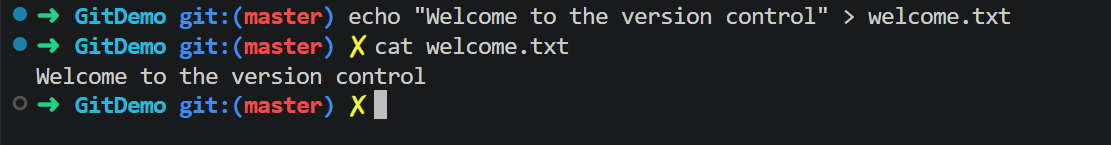 ➜ GitDemo git:(master) echo "Welcome to the version control" > welcome.txt
➜ GitDemo git:(master) ✗ cat welcome.txt
Welcome to the version control
➜ GitDemo git:(master) ✗